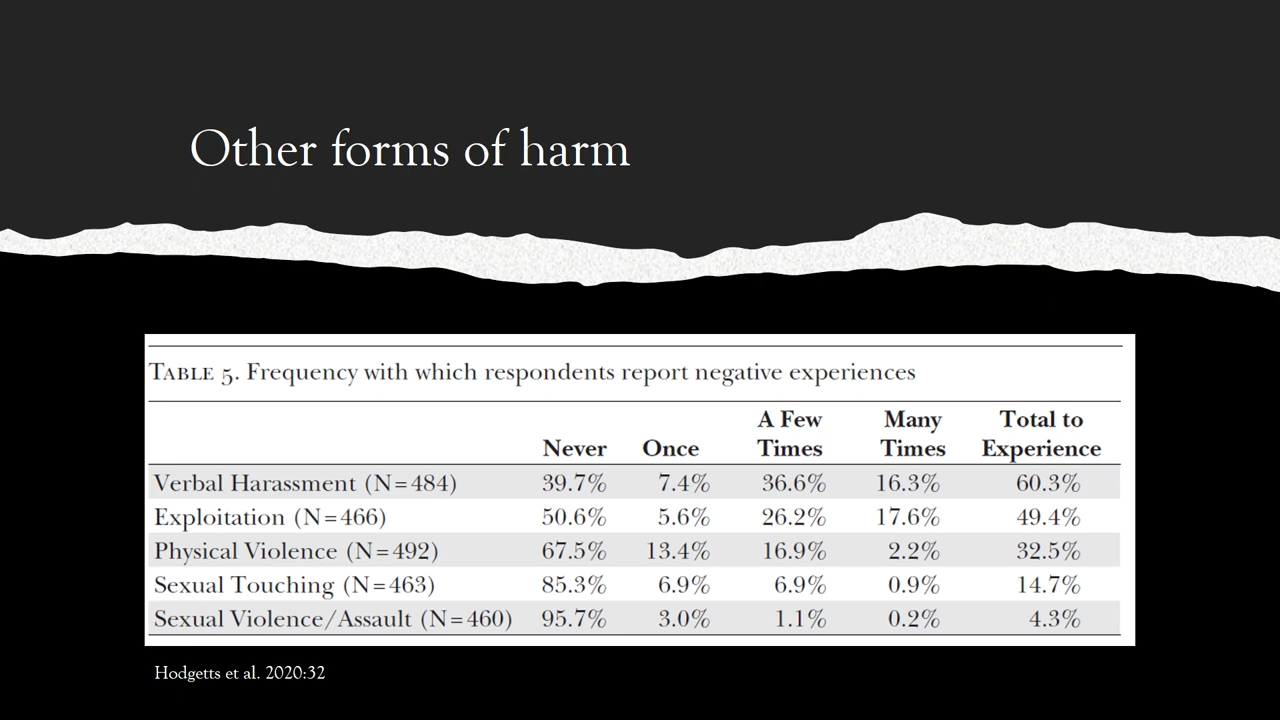 Other forms of harm
TABLE 5. Frequency with which respondents report negative experiences
Never Once A Few Times Many Times Total to Experience
Verbal Harassment (N=484) 39.7% 7.4% 36.6% 16.3% 60.3%
Exploitation (N=466) 50.6% 5.6% 26.2% 17.6% 49.4%
Physical Violence (N=492) 67.5% 13.4% 16.9% 2.2% 32.5%
Sexual Touching (N=463) 85.3% 6.9% 6.9% 0.9% 14.7%
Sexual Violence/Assault (N=460) 95.7% 3.0% 1.1% 0.2% 4.3%
Hodgetts et al. 2020:32